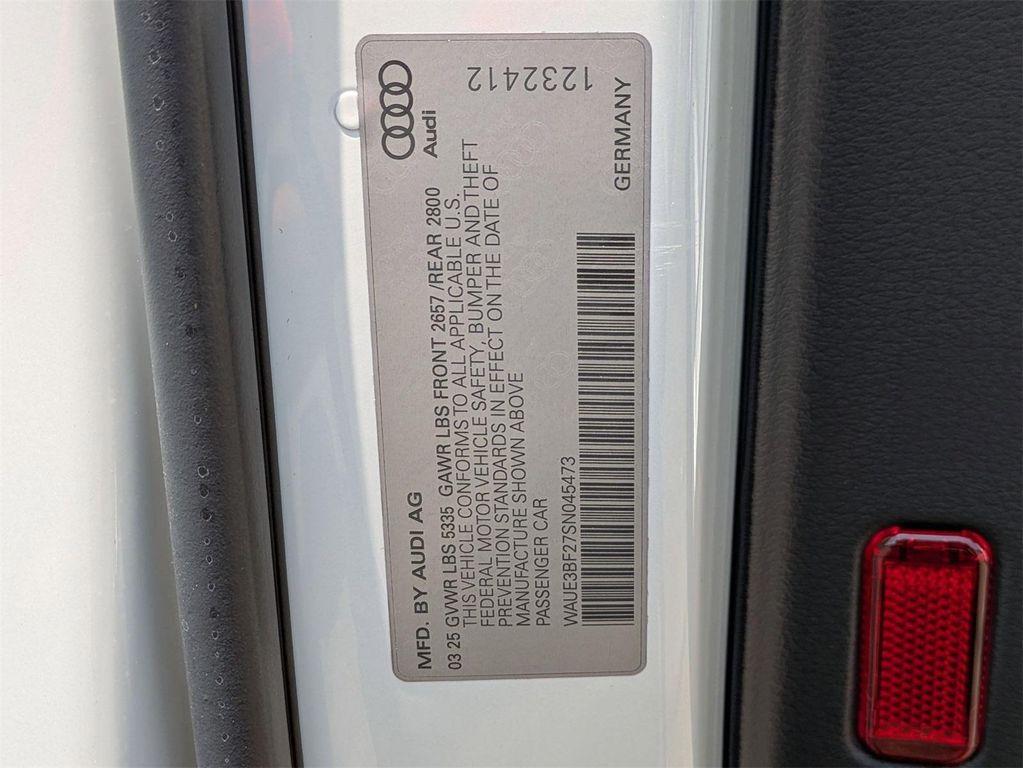 MFD. BY AUDI AG
03 25 GVWR LBS 5335 GAWR LBS FRONT 2657/REAR 2800
THIS VEHICLE CONFORMS TO ALL APPLICABLE U.S.
FEDERAL MOTOR VEHICLE SAFETY, BUMPER AND THEFT
PREVENTION STANDARDS IN EFFECT ON THE DATE OF
MANUFACTURE SHOWN ABOVE
PASSENGER CAR
WAUE3BF27SN045473
Audi
1232412
GERMANY